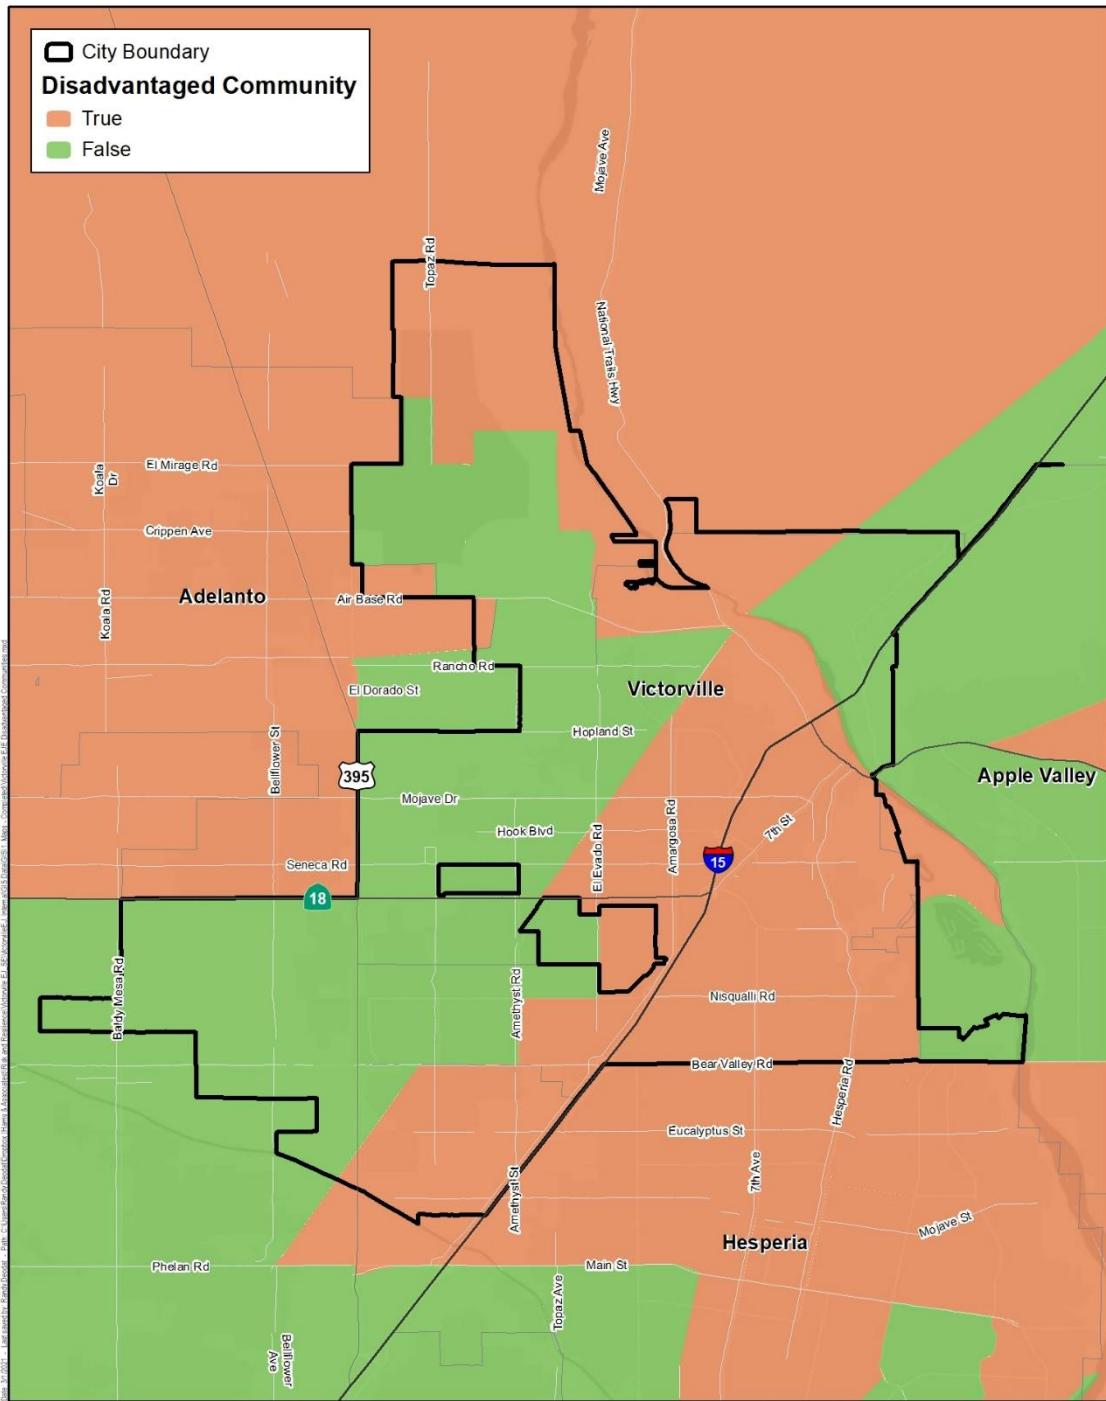 City Boundary
Disadvantaged Community
True
False
Mojave Ave
Topaz Rd
National Trails Hwy
El Mirage Rd
Koala
Dr
Crippen Ave
Adelanto
Air Base Rd
Koala Rd
Rancho Rd
El Dorado St
Victorville
Hopland St
Bellflower St
395
Apple Valley
Mojave Dr
Hook Blvd
El Evado Rd
Amargosa Rd
7th St
15
Seneca Rd
18
Baldy Mesa Rd
Amethyst Rd
Nisqualli Rd
Bear Valley Rd
Hesperia Rd
Eucalyptus St
7th Ave
Amethyst St
Mojave St
Hesperia
Phelan Rd
Main St
Topaz Ave
Bellflower
Ave